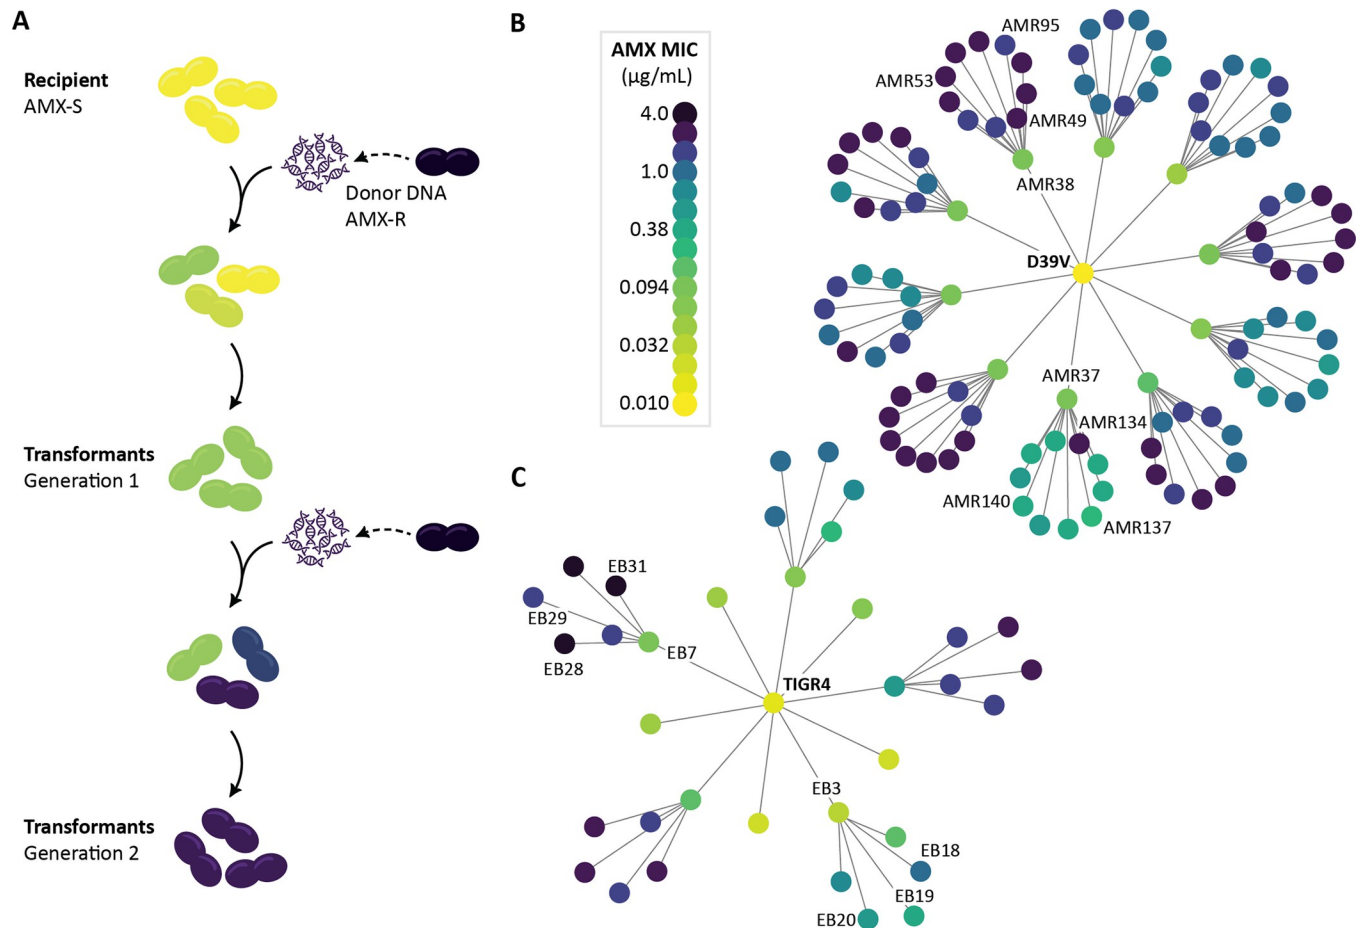 A
Recipient
AMX-S
Donor DNA
AMX-R
Transformants
Generation 1
Transformants
Generation 2
B
AMX MIC
(µg/mL)
4.0
1.0
0.38
0.094
0.032
0.010
AMR95
AMR53
AMR49
AMR38
D39V
AMR37
AMR134
AMR140
AMR137
C
EB31
EB29
EB28
EB7
TIGR4
EB3
EB18
EB19
EB20